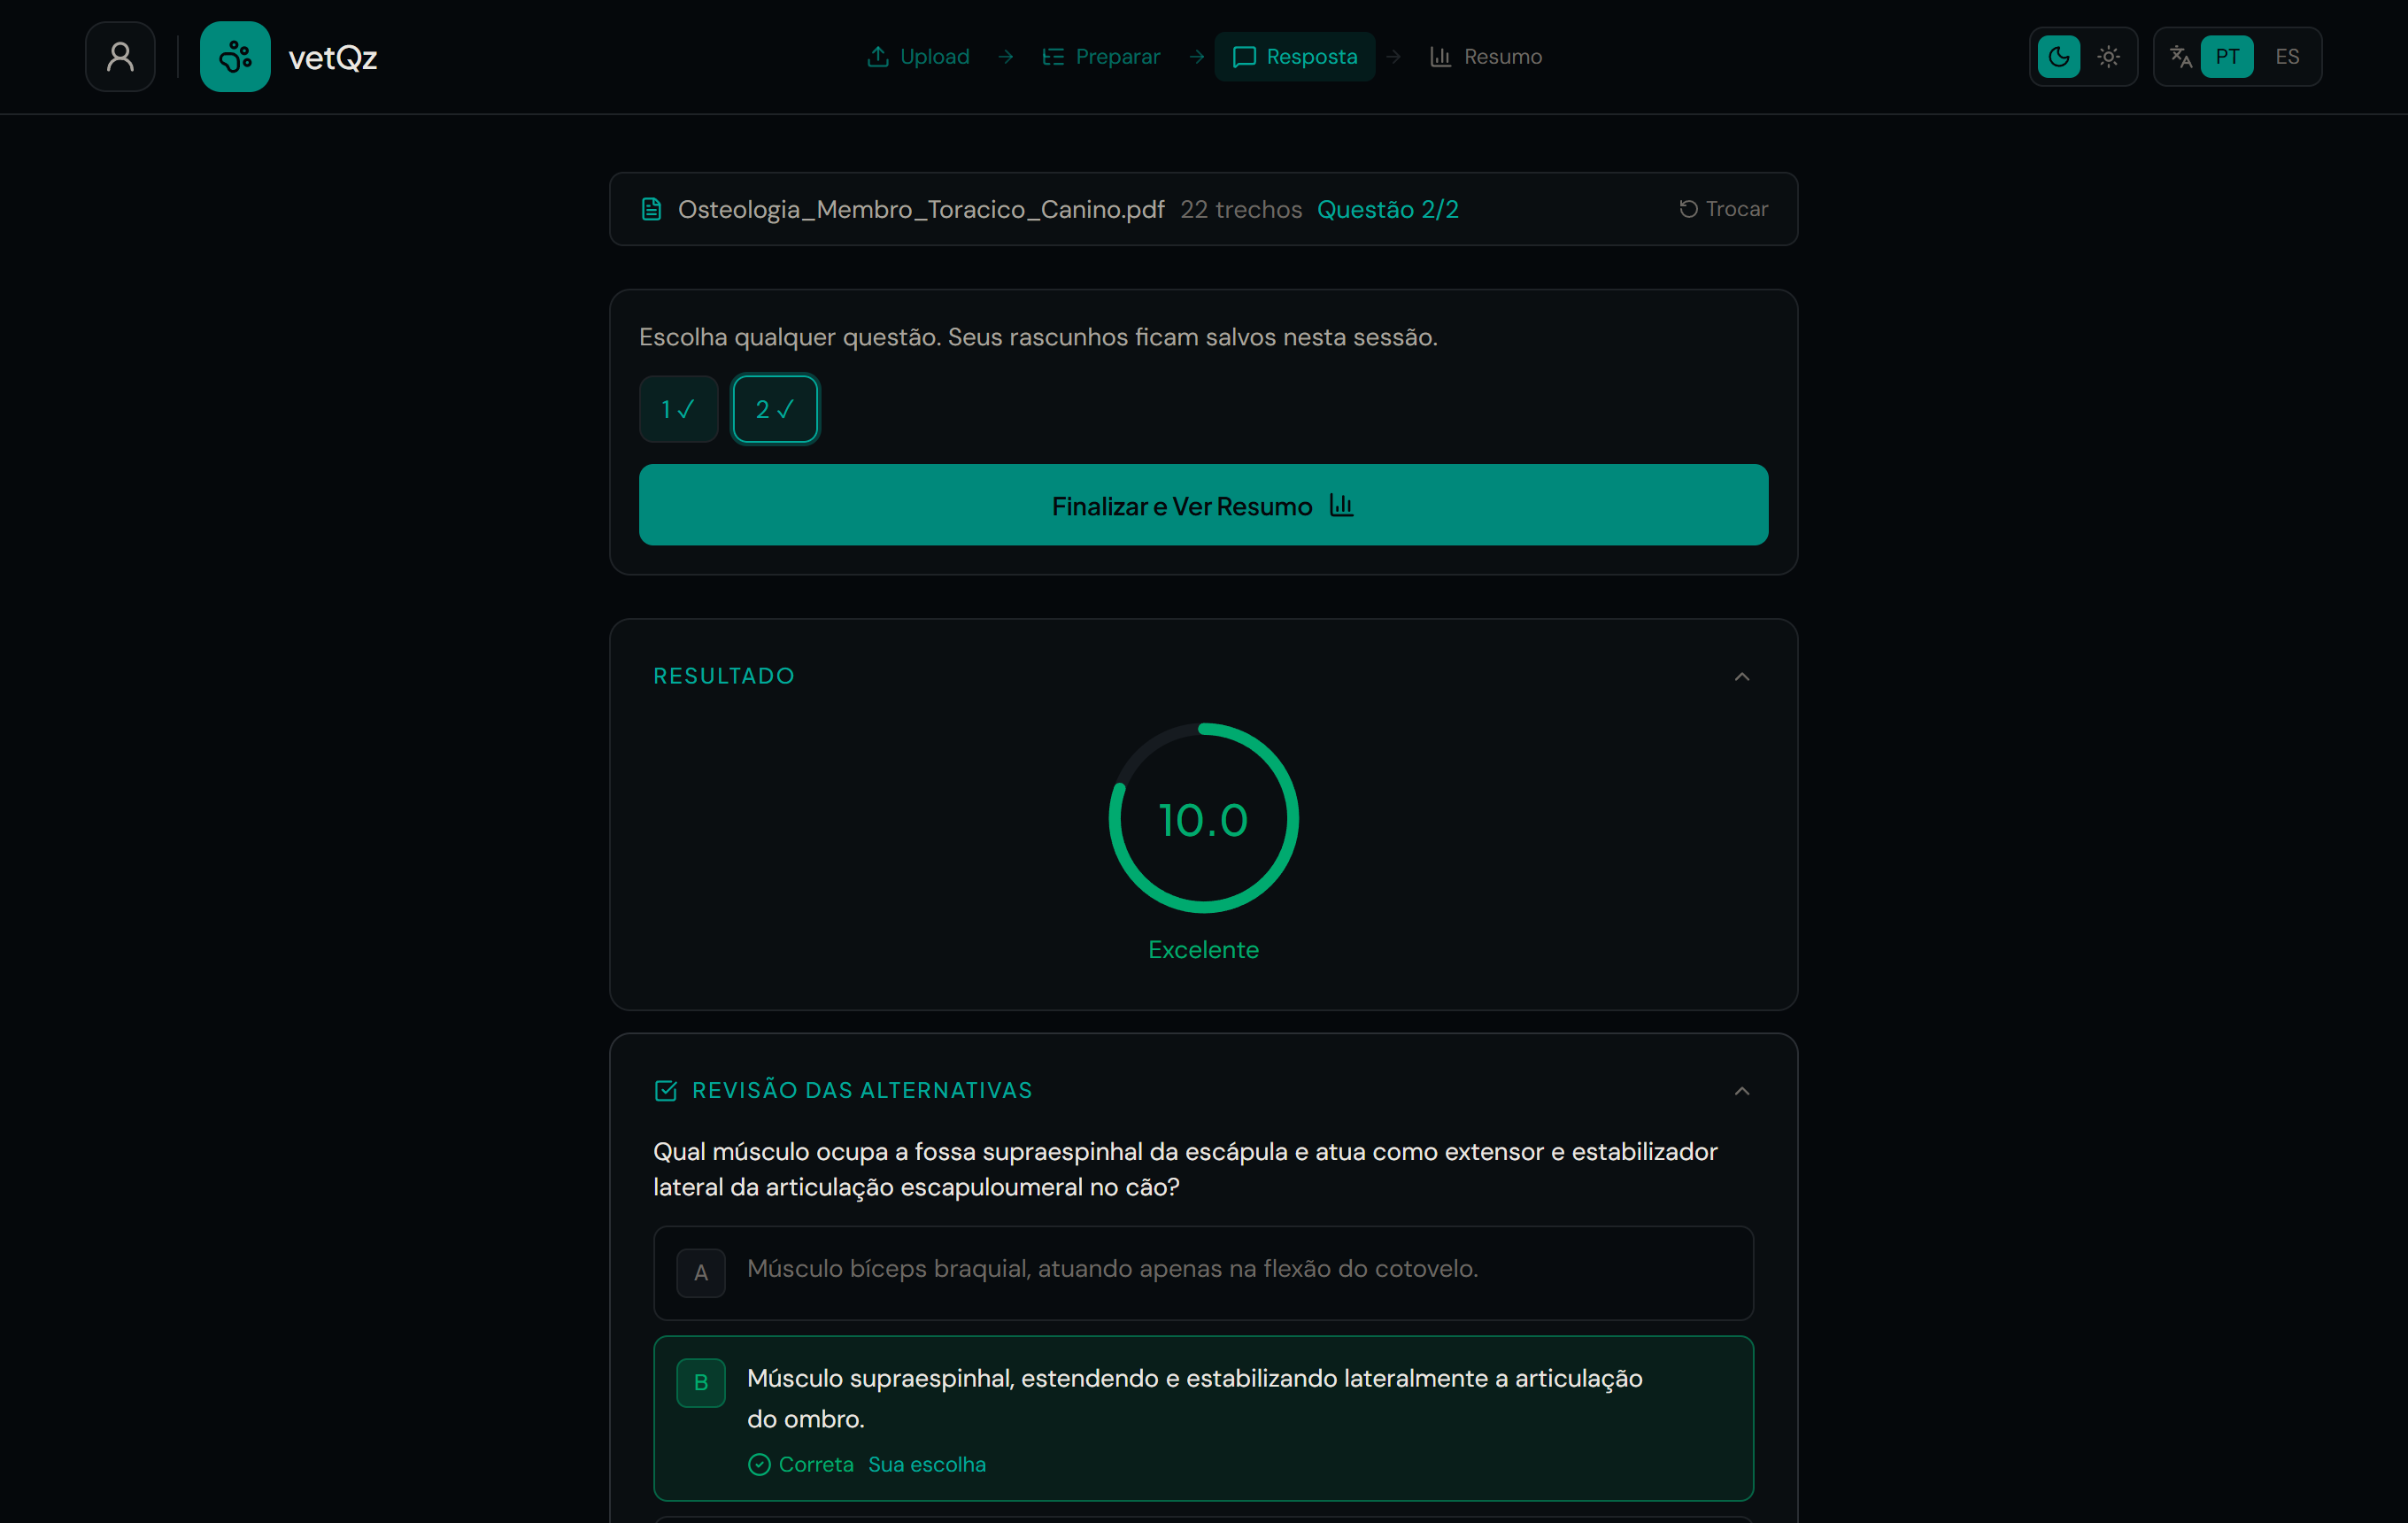 vetQz
Upload
Preparar
Resposta
Resumo
PT
ES
Osteologia_Membro_Toracico_Canino.pdf 22 trechos Questão 2/2
Trocar
Escolha qualquer questão. Seus rascunhos ficam salvos nesta sessão.
1 ✓
2 ✓
Finalizar e Ver Resumo
RESULTADO
10.0
Excelente
REVISÃO DAS ALTERNATIVAS
Qual músculo ocupa a fossa supraespinhal da escápula e atua como extensor e estabilizador
lateral da articulação escapuloumeral no cão?
A
Músculo bíceps braquial, atuando apenas na flexão do cotovelo.
B
Músculo supraespinhal, estendendo e estabilizando lateralmente a articulação
do ombro.
Correta Sua escolha